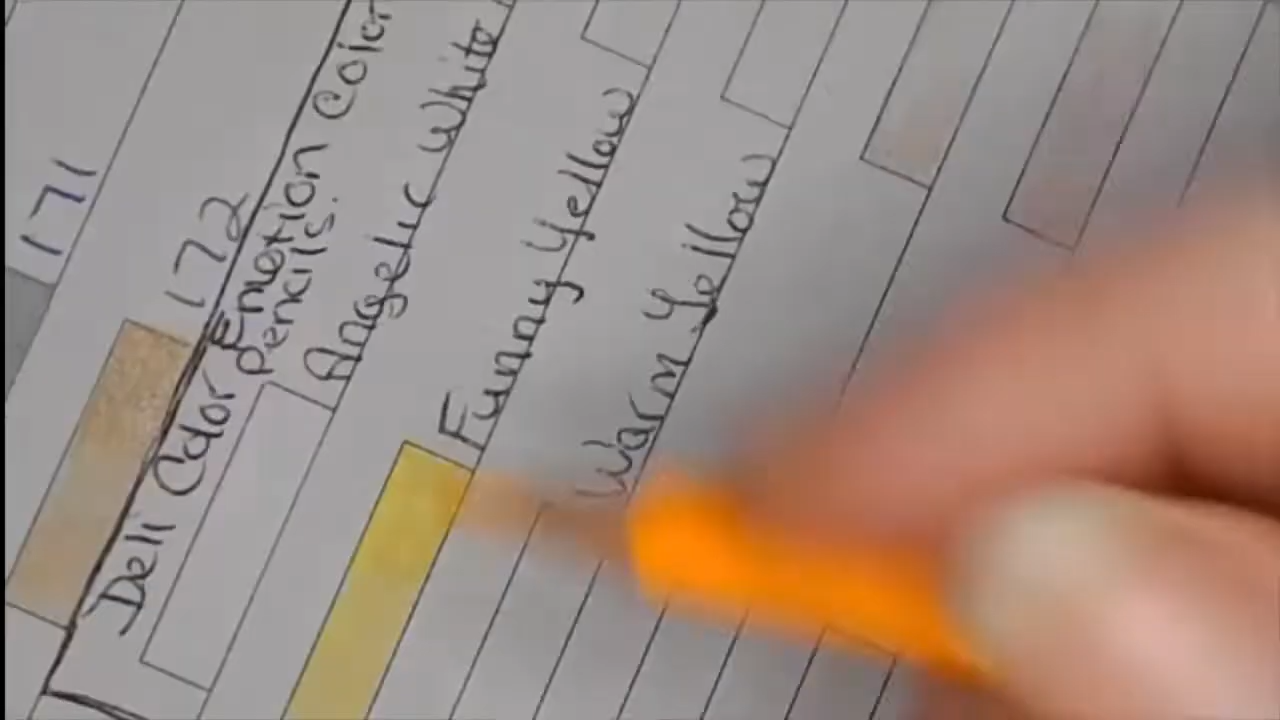 171
172
Deli Color Emotion Color
Pencils.
Angelic White
Funny Yellow
Warm Yellow